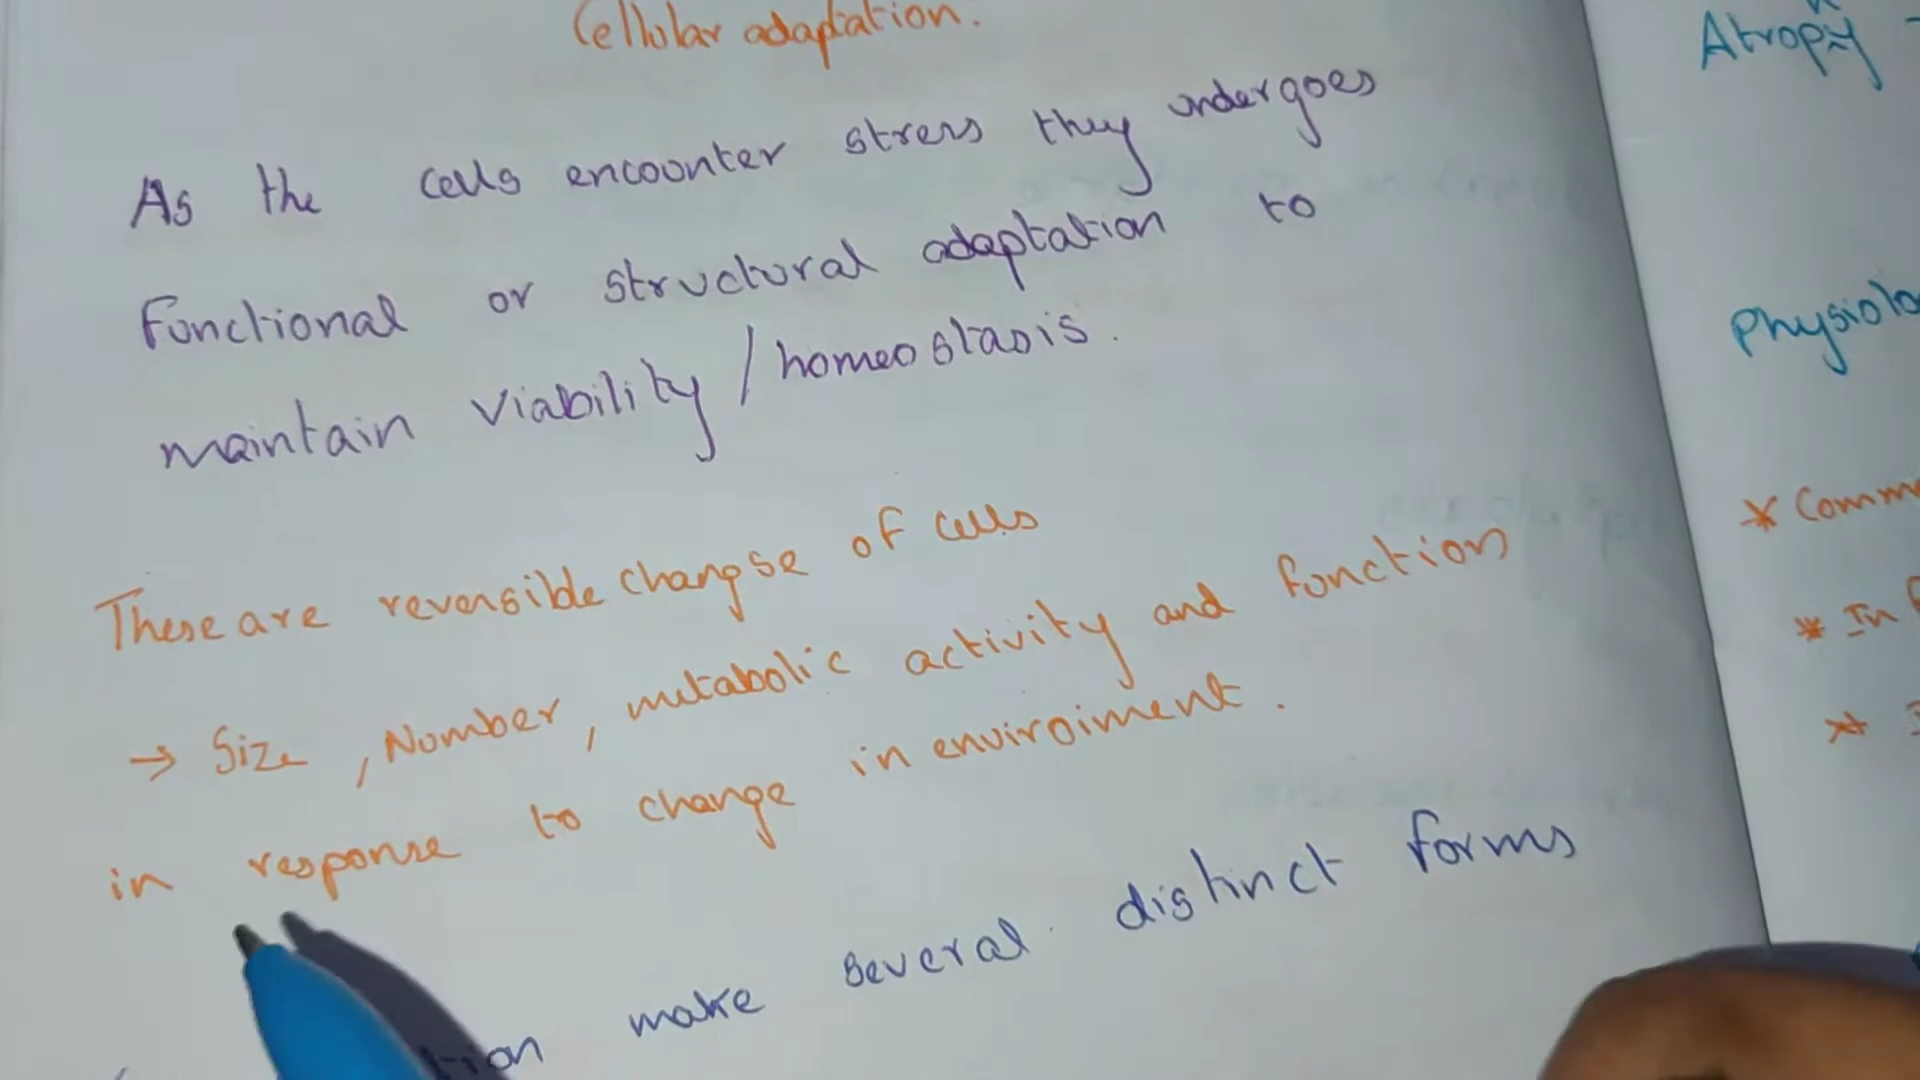 Cellular adaptation.
As the cells encounter stress they undergoes
functional or structural adaptation to
maintain viability / homeostasis.
These are reversible changse of cells
→ Size, Number, metabolic activity and function
in response to change in enviroiment.
make several distinct forms
Atropy -
* In